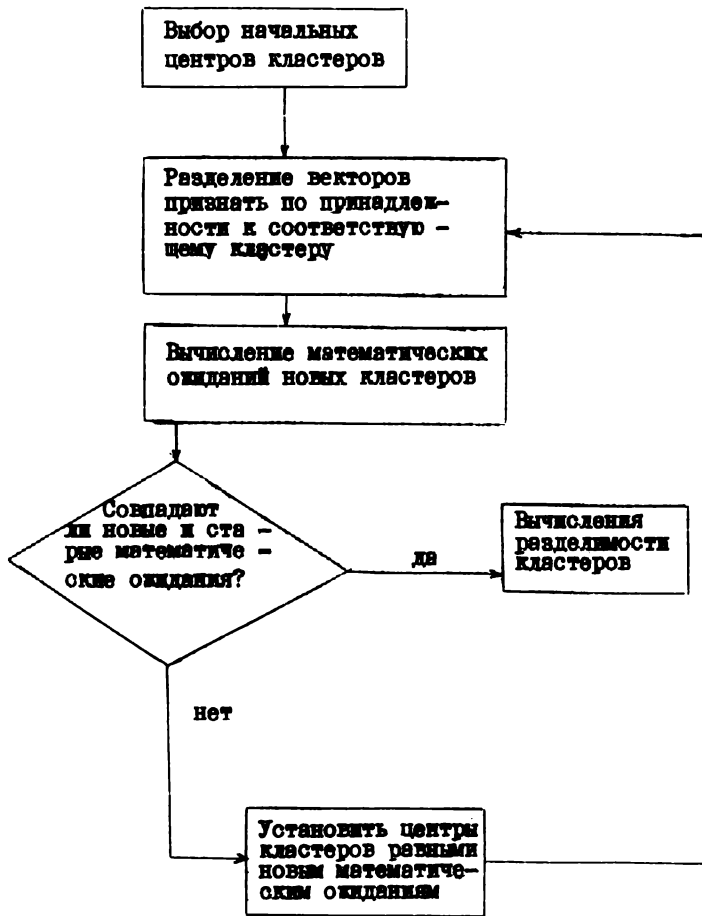 Выбор начальных
центров кластеров
Разделение векторов
признать по принадлеж-
ности к соответствую -
щему кластеру
Вычисление математических
ожиданий новых кластеров
Совпадают
ли новые и ста -
рые математиче -
ские ожидания?
да
Вычисления
разделимости
кластеров
нет
Установить центры
кластеров равными
новым математиче-
ским ожиданиям